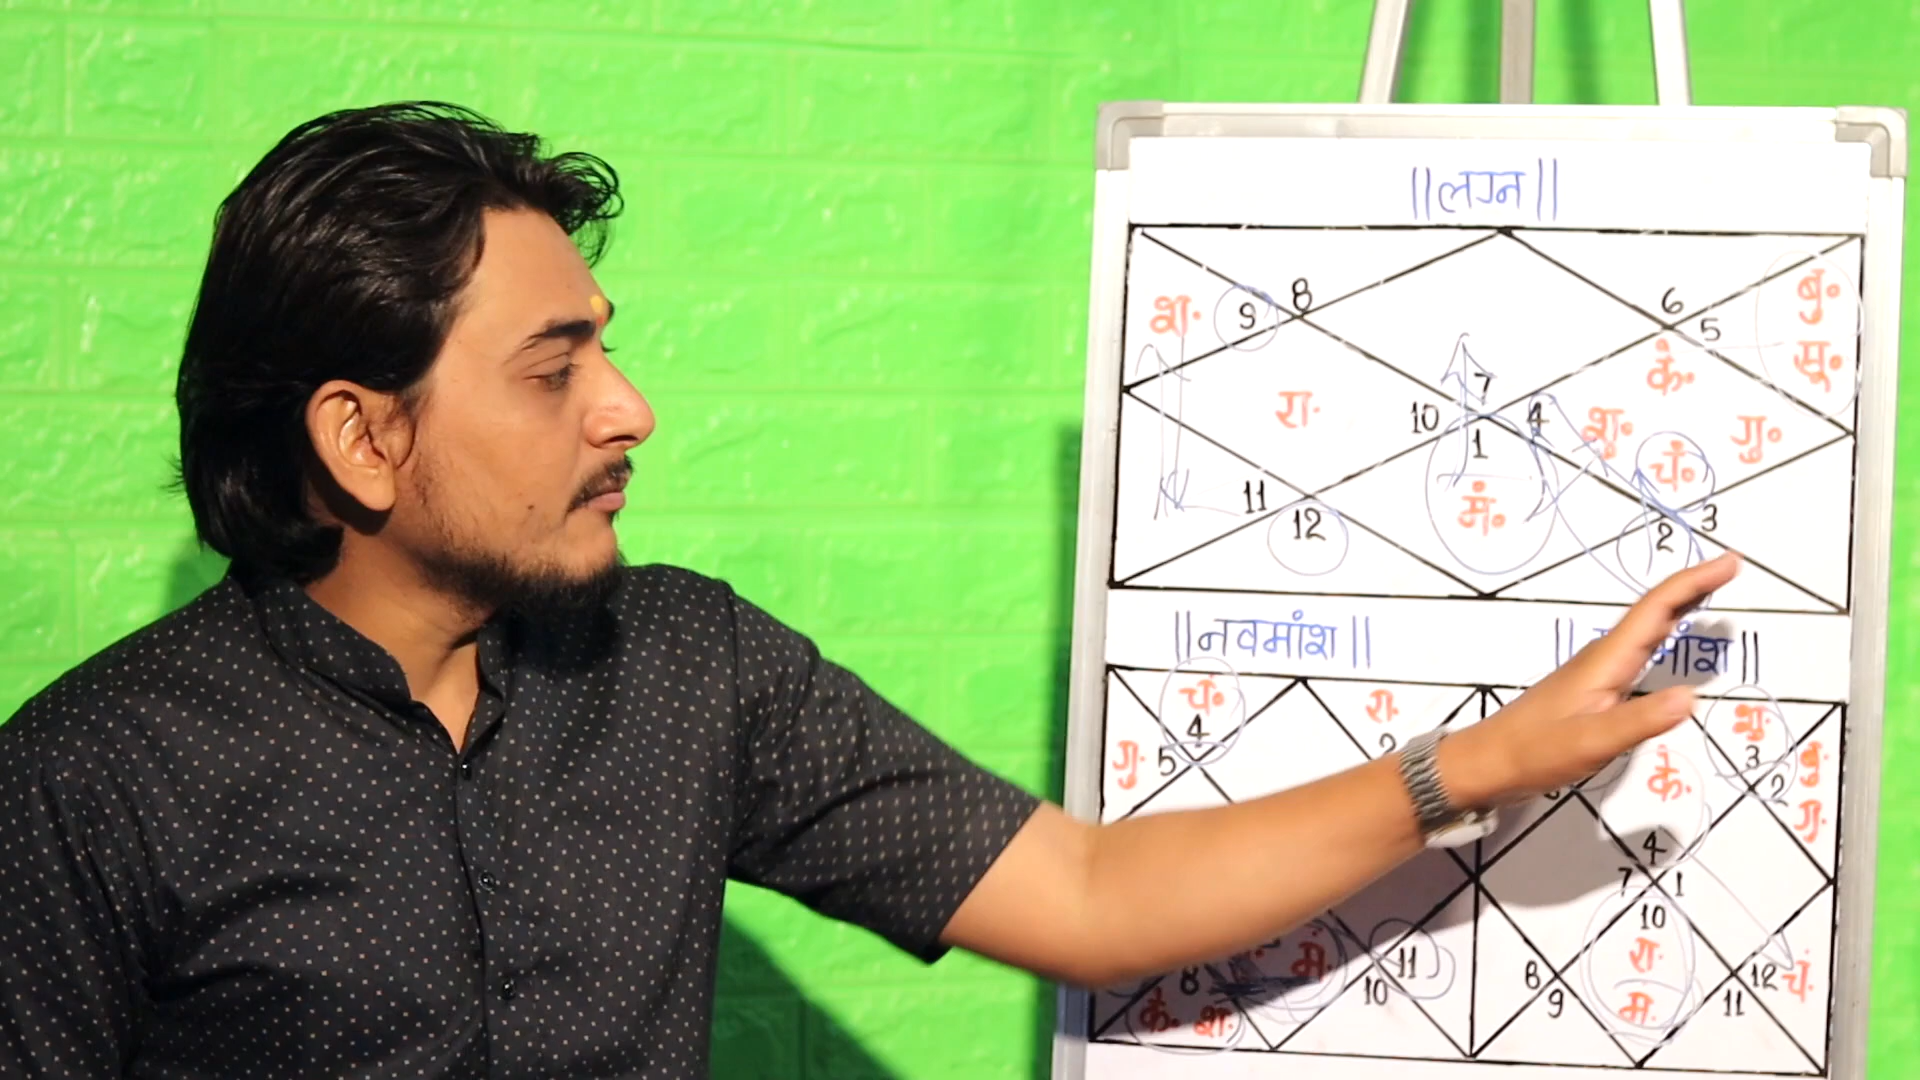 ||लग्न||
श. 9 8 6 5 बु॰
सू॰
के॰
7
रा. 10 4 शु॰ गु॰
1 चं॰
11 12 मं॰ 2 3
||नवमांश|| || मांश||
चं॰ रा. शु. 
4 3 बु.
गु. 5 2 के॰ 2 गु.
4
7 1
10
मं. 11 रा. 12 चं.
8 10 8 9 मं. 11
के. श.